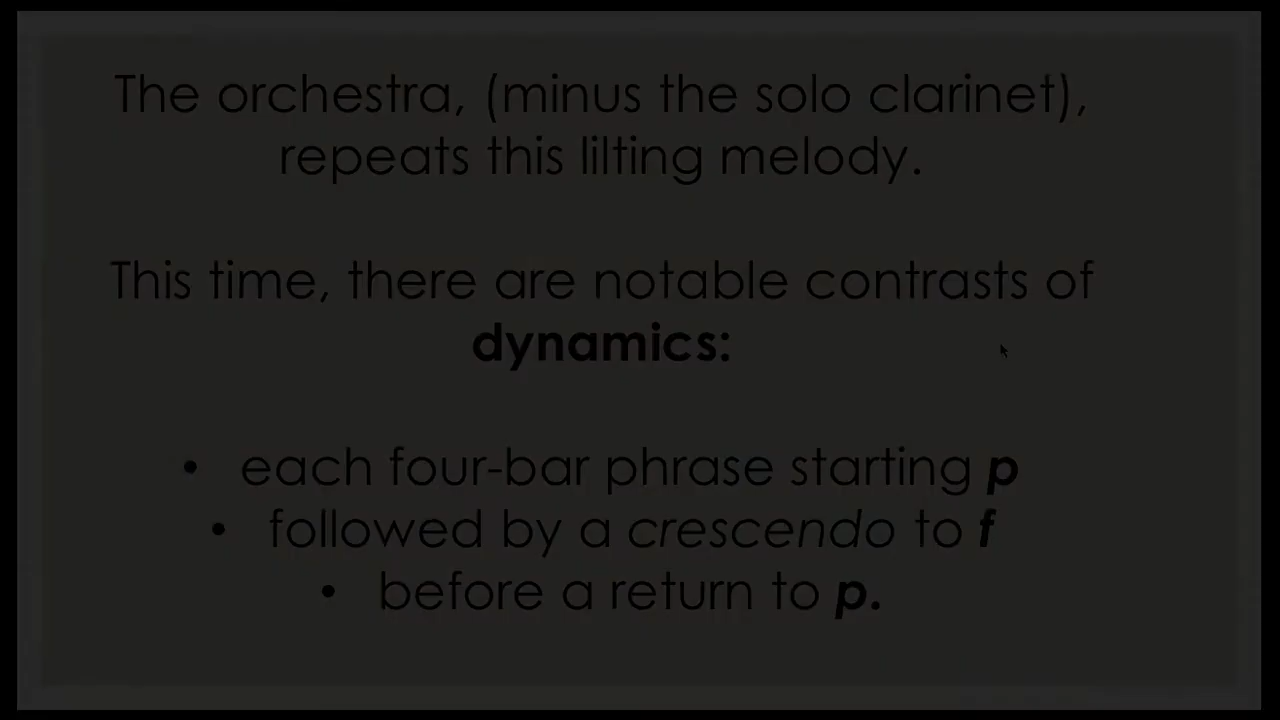 The orchestra, (minus the solo clarinet),
repeats this lilting melody.
This time, there are notable contrasts of
dynamics:
• each four-bar phrase starting p
• followed by a crescendo to f
• before a return to p.